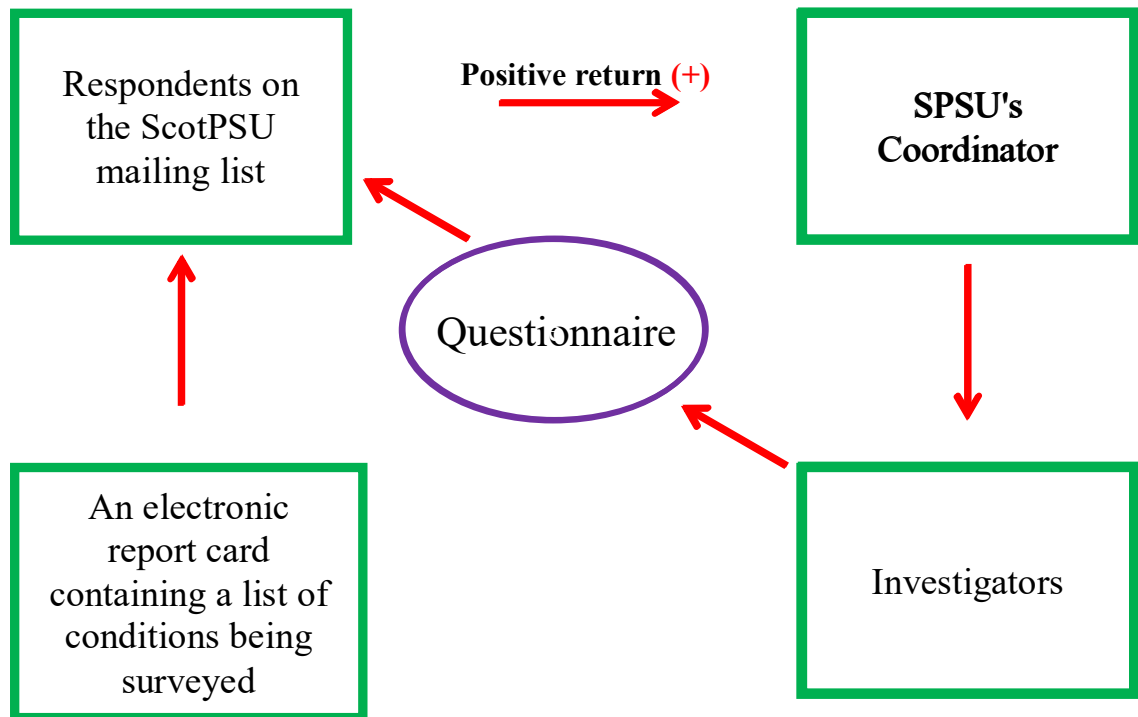 Respondents on
the ScotPSU
mailing list
Positive return (+)
SPSU's
Coordinator
Questionnaire
An electronic
report card
containing a list of
conditions being
surveyed
Investigators